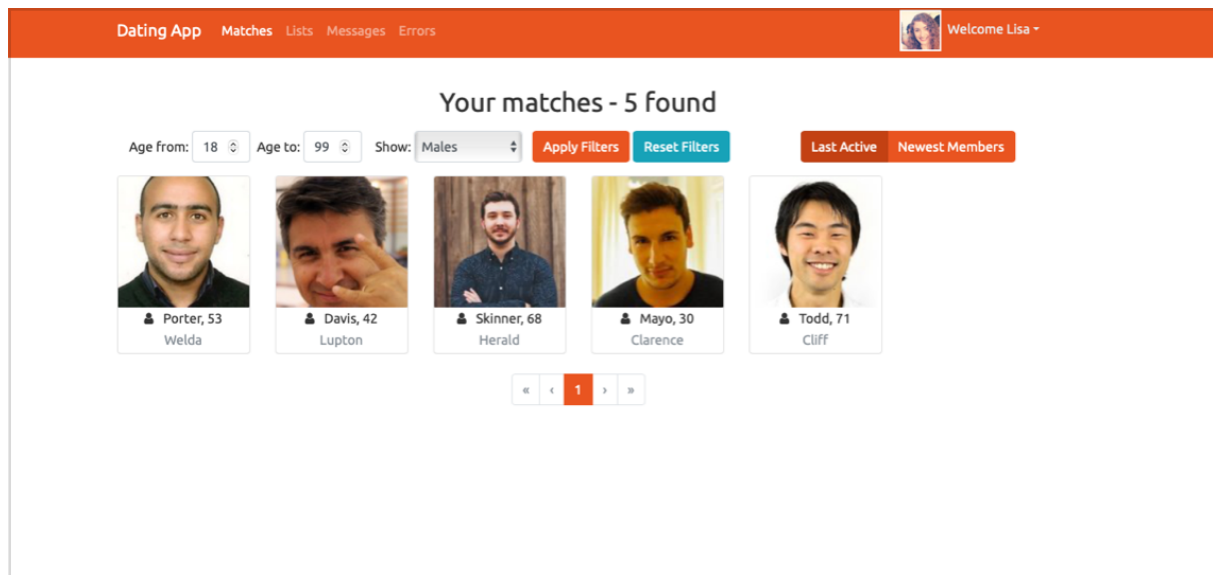 Dating App Matches Lists Messages Errors Welcome Lisa
Your matches - 5 found
Age from: 18 Age to: 99 Show: Males Apply Filters Reset Filters Last Active Newest Members
Porter, 53 Davis, 42 Skinner, 68 Mayo, 30 Todd, 71
Welda Lupton Herald Clarence Cliff
« ‹ 1 › »